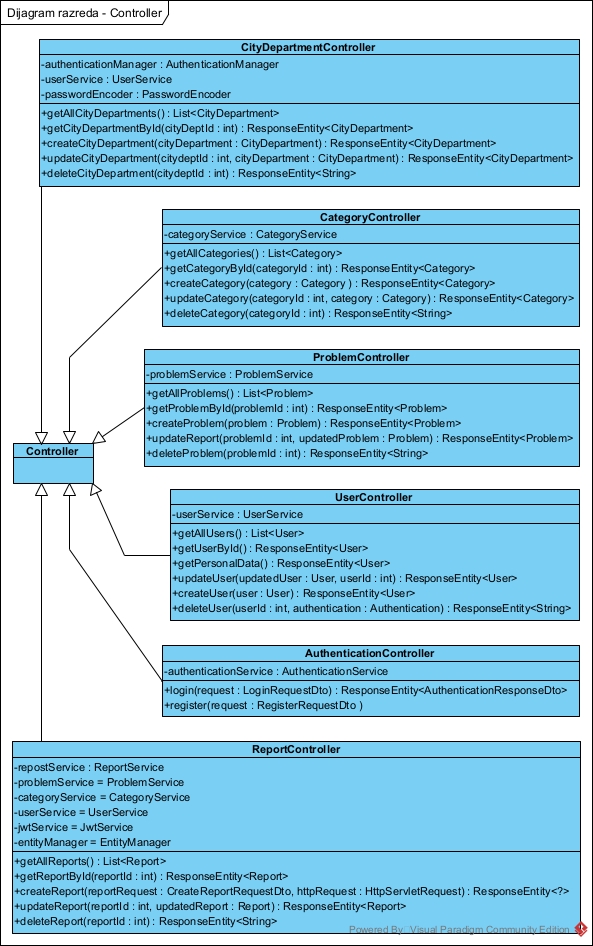 Dijagram razreda - Controller
CityDepartmentController
-authenticationManager : AuthenticationManager
-userService : UserService
-passwordEncoder : PasswordEncoder
+getAllCityDepartments() : List<CityDepartment>
+getCityDepartmentById(cityDeptId : int) : ResponseEntity<CityDepartment>
+createCityDepartment(cityDepartment : CityDepartment) : ResponseEntity<CityDepartment>
+updateCityDepartment(citydeptId : int, cityDepartment : CityDepartment) : ResponseEntity<CityDepartment>
+deleteCityDepartment(citydeptId : int) : ResponseEntity<String>
CategoryController
-categoryService : CategoryService
+getAllCategories() : List<Category>
+getCategoryById(categoryId : int) : ResponseEntity<Category>
+createCategory(category : Category ) : ResponseEntity<Category>
+updateCategory(categoryId : int, category : Category) : ResponseEntity<Category>
+deleteCategory(categoryId : int) : ResponseEntity<String>
ProblemController
-problemService : ProblemService
+getAllProblems() : List<Problem>
+getProblemById(problemId : int) : ResponseEntity<Problem>
+createProblem(problem : Problem) : ResponseEntity<Problem>
+updateReport(problemId : int, updatedProblem : Problem) : ResponseEntity<Problem>
+deleteProblem(problemId : int) : ResponseEntity<String>
Controller
UserController
-userService : UserService
+getAllUsers() : List<User>
+getUserById() : ResponseEntity<User>
+getPersonalData() : ResponseEntity<User>
+updateUser(updatedUser : User, userId : int) : ResponseEntity<User>
+createUser(user : User) : ResponseEntity<User>
+deleteUser(userId : int, authentication : Authentication) : ResponseEntity<String>
AuthenticationController
-authenticationService : AuthenticationService
+login(request : LoginRequestDto) : ResponseEntity<AuthenticationResponseDto>
+register(request : RegisterRequestDto )
ReportController
-repostService : ReportService
-problemService = ProblemService
-categoryService = CategoryService
-userService = UserService
-jwtService = JwtService
-entityManager = EntityManager
+getAllReports() : List<Report>
+getReportById(reportId : int) : ResponseEntity<Report>
+createReport(reportRequest : CreateReportRequestDto, httpRequest : HttpServletRequest) : ResponseEntity<?>
+updateReport(reportId : int, updatedReport : Report) : ResponseEntity<Report>
+deleteReport(reportId : int) : ResponseEntity<String>
Powered By: Visual Paradigm Community Edition